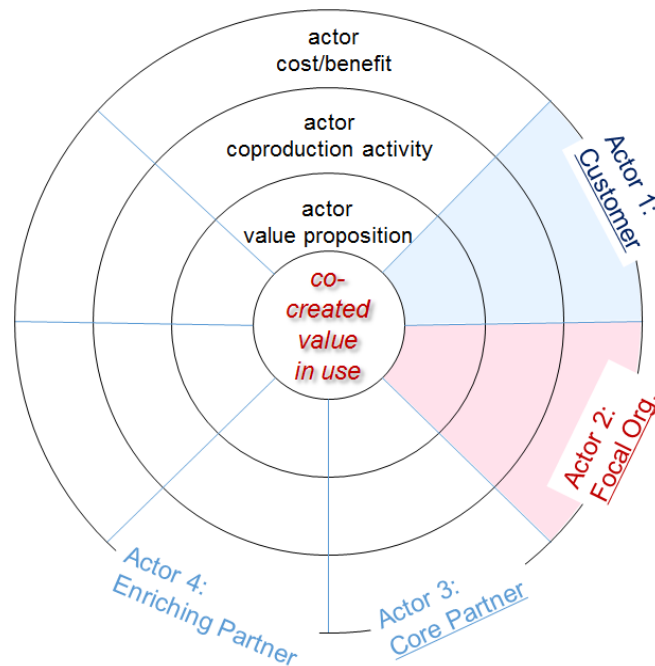 actor
cost/benefit
actor
coproduction activity
actor
value proposition
co-
created
value
in use
Actor 1:
Customer
Actor 2:
Focal Org.
Actor 3:
Core Partner
Actor 4:
Enriching Partner